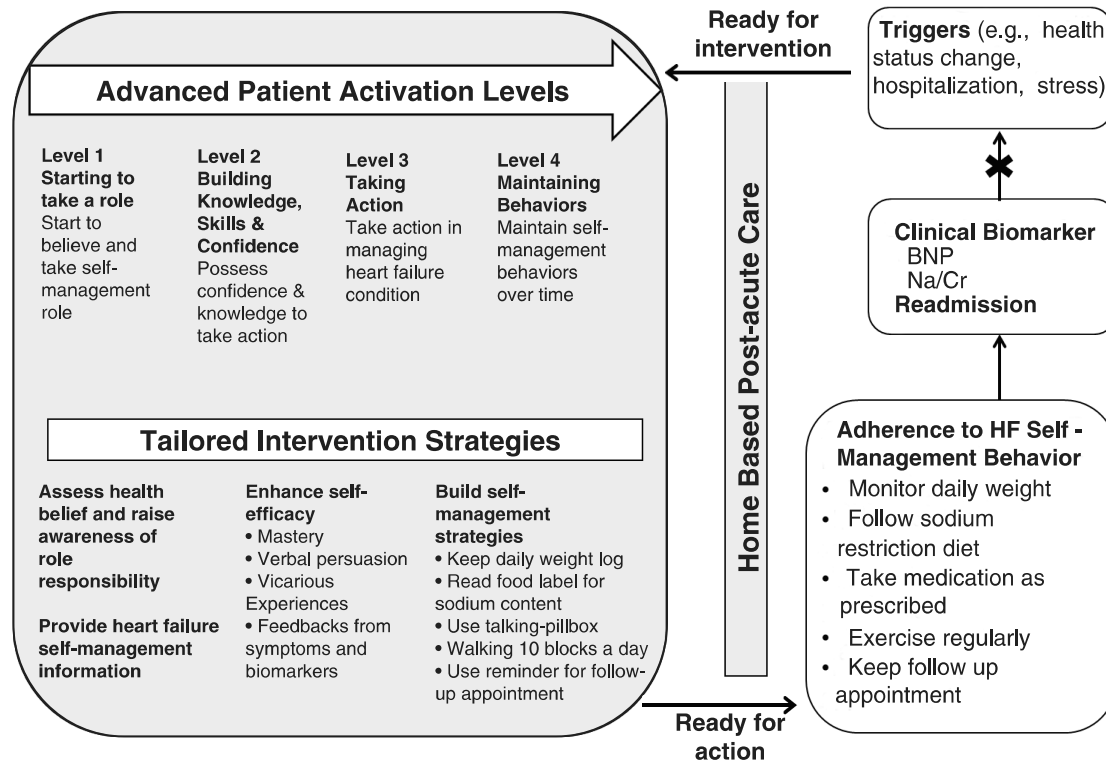 Advanced Patient Activation Levels
Level 1
Starting to
take a role
Start to
believe and
take self-
management
role
Level 2
Building
Knowledge,
Skills &
Confidence
Possess
confidence &
knowledge to
take action
Level 3
Taking
Action
Take action in
managing
heart failure
condition
Level 4
Maintaining
Behaviors
Maintain self-
management
behaviors
over time
Tailored Intervention Strategies
Assess health
belief and raise
awareness of
role
responsibility
Provide heart failure
self-management
information
Enhance self-
efficacy
• Mastery
• Verbal persuasion
• Vicarious
Experiences
• Feedbacks from
symptoms and
biomarkers
Build self-
management
strategies
• Keep daily weight log
• Read food label for
sodium content
• Use talking-pillbox
• Walking 10 blocks a day
• Use reminder for follow-
up appointment
Ready for
intervention
Home Based Post-acute Care
Ready for
action
Triggers (e.g., health
status change,
hospitalization, stress)
Clinical Biomarker
BNP
Na/Cr
Readmission
Adherence to HF Self -
Management Behavior
• Monitor daily weight
• Follow sodium
restriction diet
• Take medication as
prescribed
• Exercise regularly
• Keep follow up
appointment